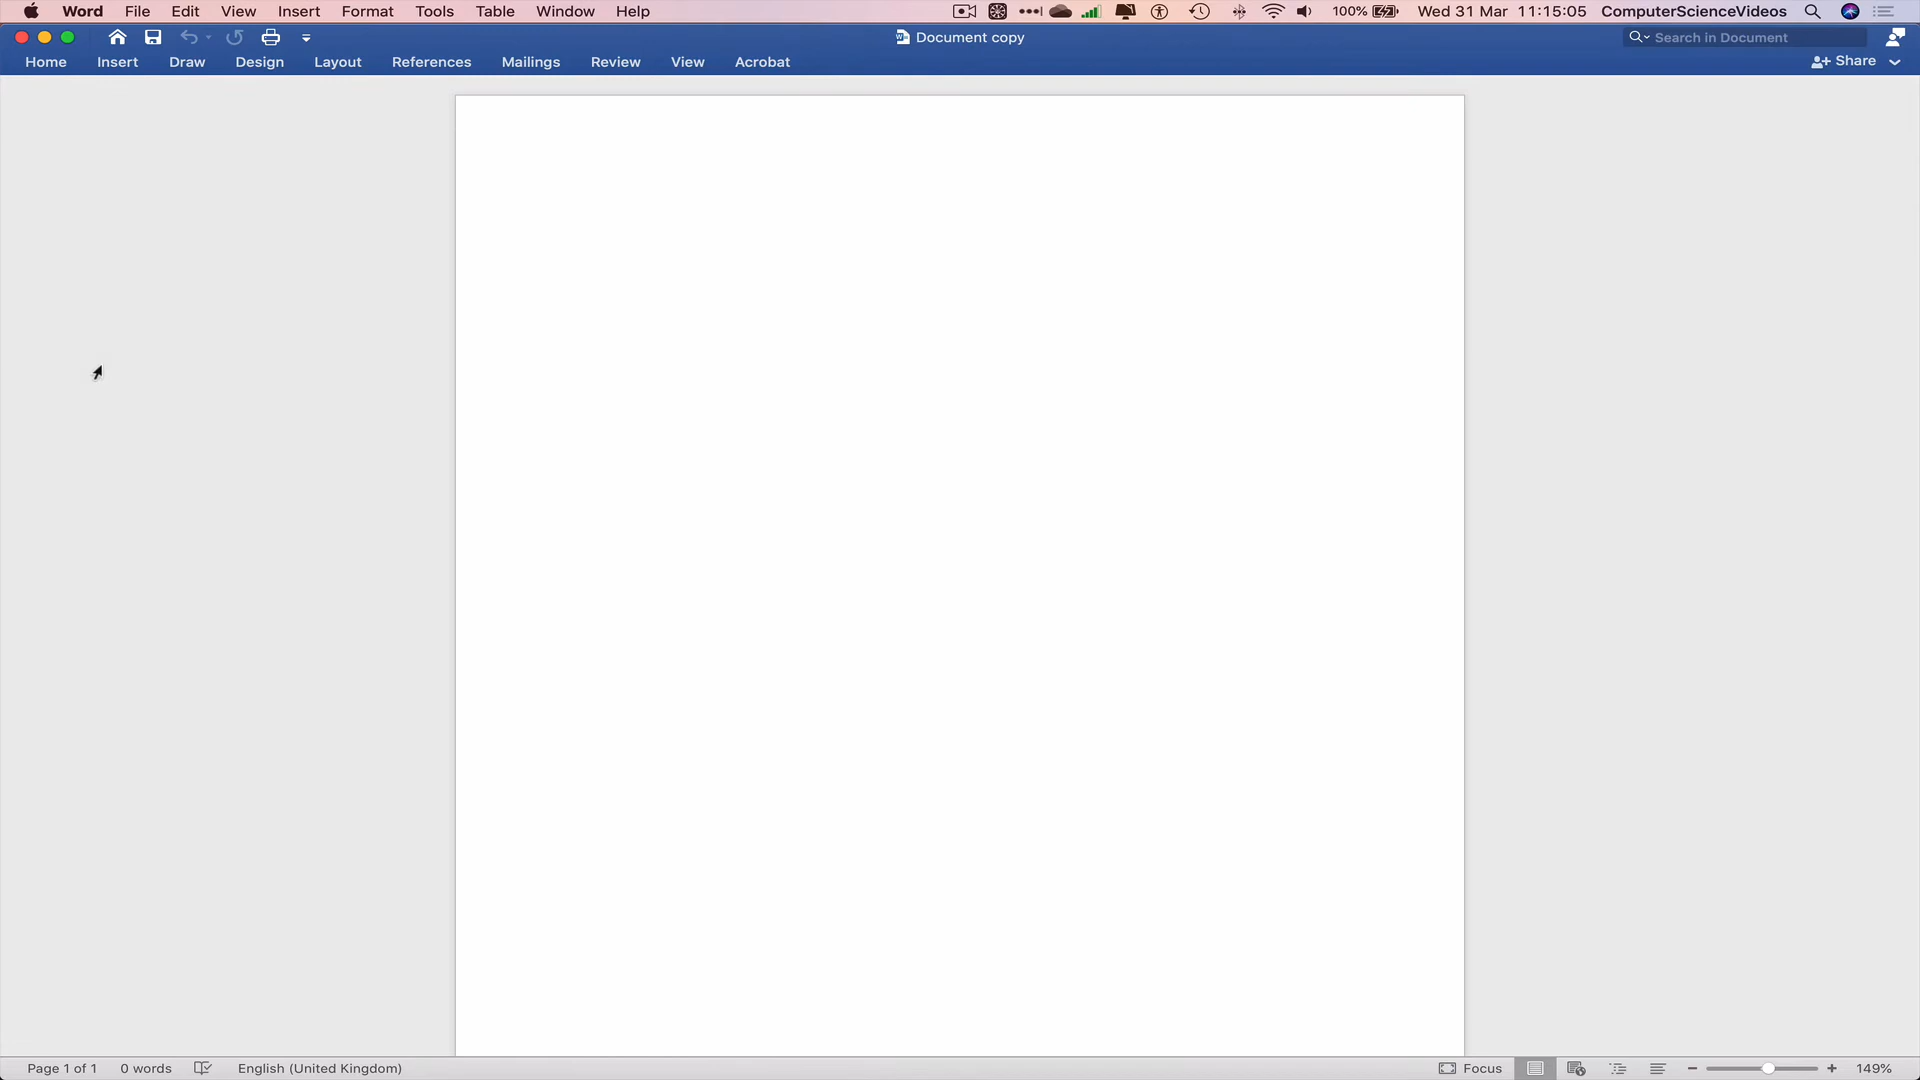 Word File Edit View Insert Format Tools Table Window Help 100% Wed 31 Mar 11:15:05 ComputerScienceVideos
Document copy Search in Document
Home Insert Draw Design Layout References Mailings Review View Acrobat Share
Page 1 of 1 0 words English (United Kingdom) Focus 149%